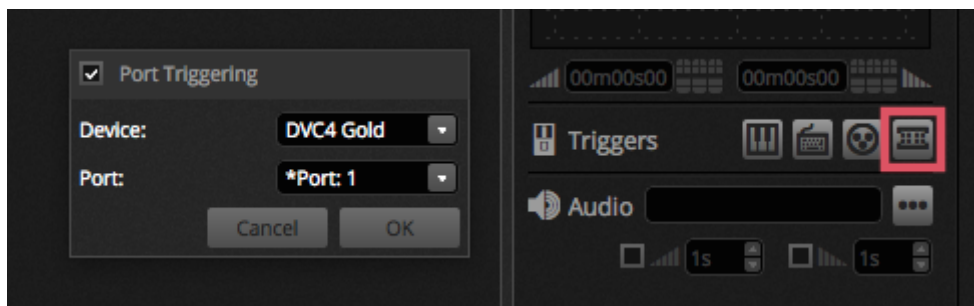 Port Triggering
Device: DVC4 Gold
Port: *Port: 1
Cancel OK
00m00s00 00m00s00
Triggers
Audio
1s 1s